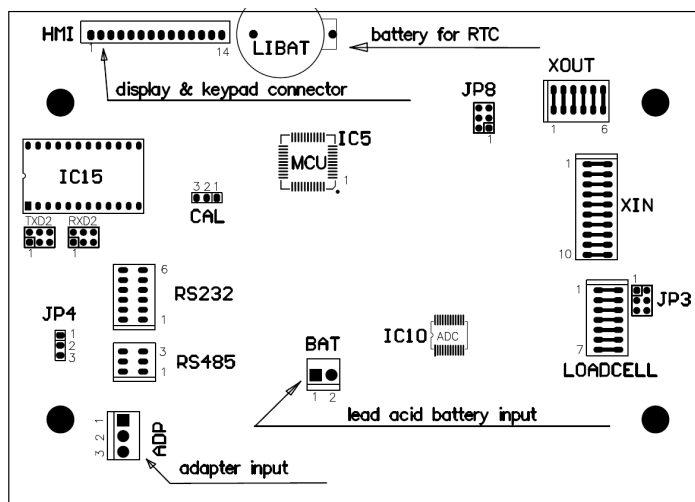 HMI
1
14
LIBAT
battery for RTC
display & keypad connector
XOUT
1
6
JP8
1
IC5
MCU
1
IC15
3 2 1
CAL
TXD2
RXD2
1
1
1
XIN
10
6
RS232
1
JP4
1
2
3
3
RS485
1
1
JP3
1
7
LOADCELL
IC10
ADC
BAT
1 2
lead acid battery input
1
2
3
ADP
adapter input